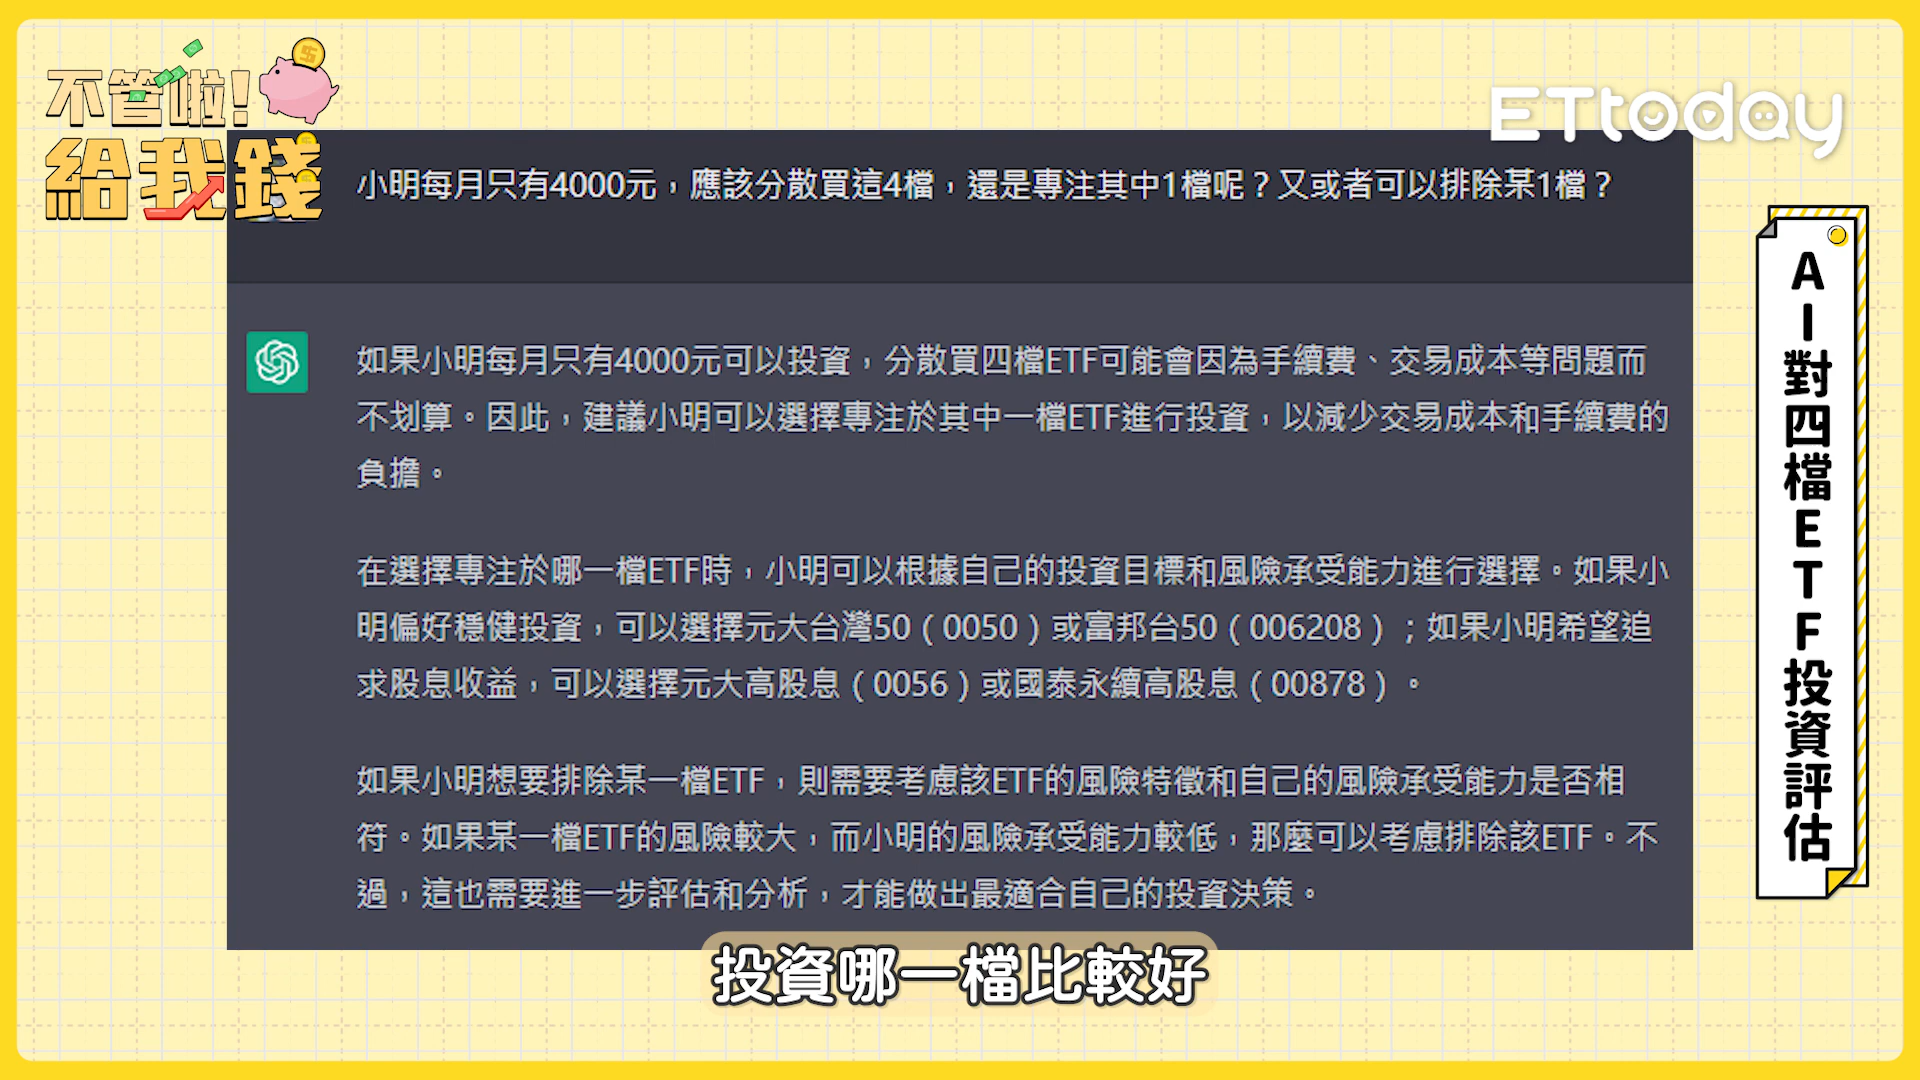 不管啦!
給我錢
ETtoday
小明每月只有4000元，應該分散買這4檔，還是專注其中1檔呢？又或者可以排除某1檔？
如果小明每月只有4000元可以投資，分散買四檔ETF可能會因為手續費、交易成本等問題而
不划算。因此，建議小明可以選擇專注於其中一檔ETF進行投資，以減少交易成本和手續費的
負擔。
在選擇專注於哪一檔ETF時，小明可以根據自己的投資目標和風險承受能力進行選擇。如果小
明偏好穩健投資，可以選擇元大台灣50（0050）或富邦台50（006208）；如果小明希望追
求股息收益，可以選擇元大高股息（0056）或國泰永續高股息（00878）。
如果小明想要排除某一檔ETF，則需要考慮該ETF的風險特徵和自己的風險承受能力是否相
符。如果某一檔ETF的風險較大，而小明的風險承受能力較低，那麼可以考慮排除該ETF。不
過，這也需要進一步評估和分析，才能做出最適合自己的投資決策。
AI對四檔ETF投資評估
投資哪一檔比較好